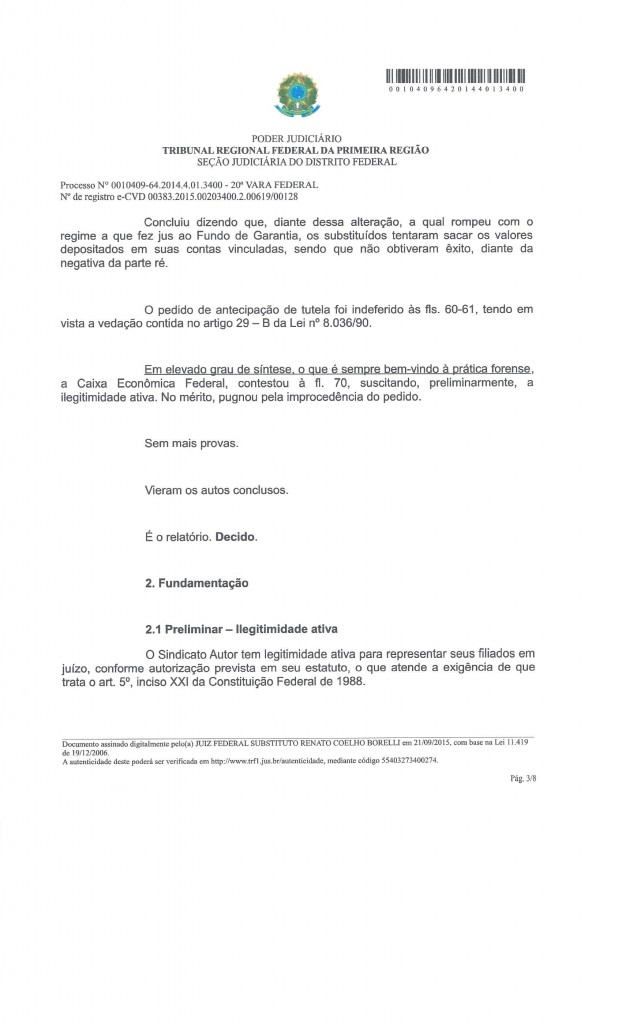 00104096420144013400
PODER JUDICIÁRIO
TRIBUNAL REGIONAL FEDERAL DA PRIMEIRA REGIÃO
SEÇÃO JUDICIÁRIA DO DISTRITO FEDERAL
Processo N° 0010409-64.2014.4.01.3400 - 20ª VARA FEDERAL
N° de registro e-CVD 00383.2015.00203400.2.00619/00128
Concluiu dizendo que, diante dessa alteração, a qual rompeu com o
regime a que fez jus ao Fundo de Garantia, os substituídos tentaram sacar os valores
depositados em suas contas vinculadas, sendo que não obtiveram êxito, diante da
negativa da parte ré.
O pedido de antecipação de tutela foi indeferido às fls. 60-61, tendo em
vista a vedação contida no artigo 29 – B da Lei nº 8.036/90.
Em elevado grau de síntese, o que é sempre bem-vindo à prática forense,
a Caixa Econômica Federal, contestou à fl. 70, suscitando, preliminarmente, a
ilegitimidade ativa. No mérito, pugnou pela improcedência do pedido.
Sem mais provas.
Vieram os autos conclusos.
É o relatório. Decido.
2. Fundamentação
2.1 Preliminar – Ilegitimidade ativa
O Sindicato Autor tem legitimidade ativa para representar seus filiados em
juízo, conforme autorização prevista em seu estatuto, o que atende a exigência de que
trata o art. 5º, inciso XXI da Constituição Federal de 1988.
Documento assinado digitalmente pelo(a) JUIZ FEDERAL SUBSTITUTO RENATO COELHO BORELLI em 21/09/2015, com base na Lei 11.419
de 19/12/2006.
A autenticidade deste poderá ser verificada em http://www.trf1.jus.br/autenticidade, mediante código 55403273400274.
Pág. 3/8